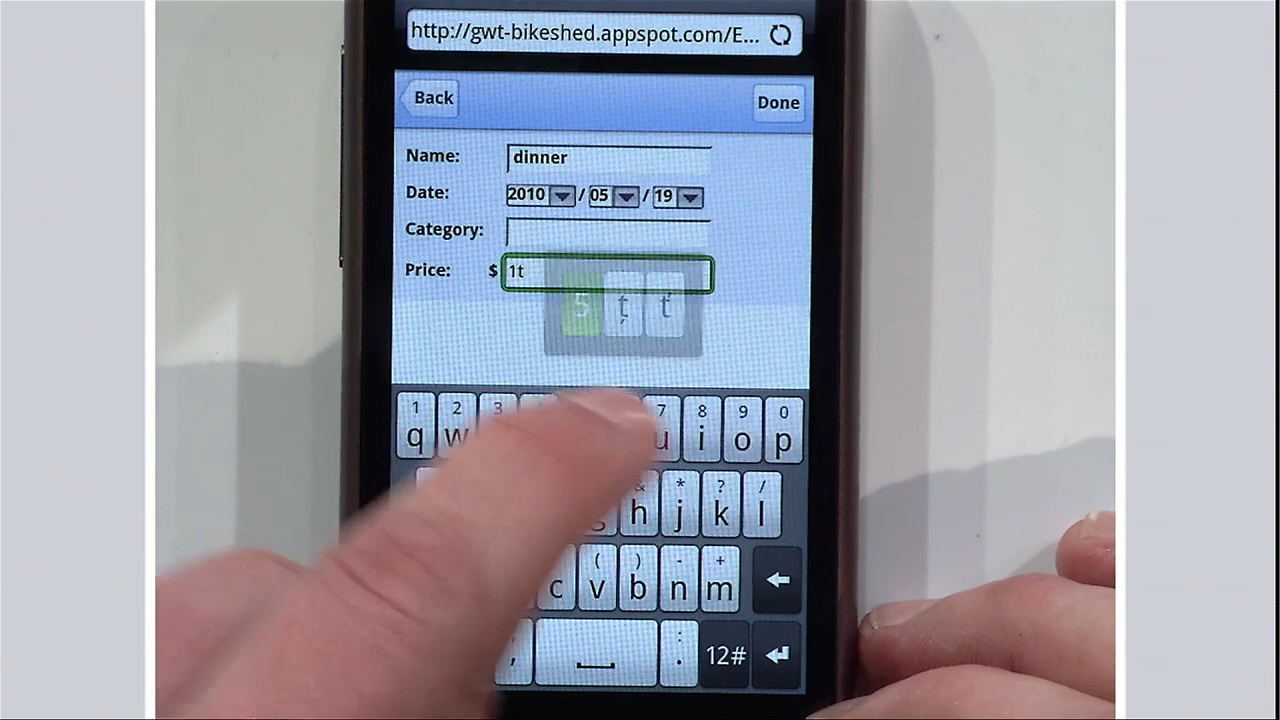 http://gwt-bikeshed.appspot.com/E...
Back
Done
Name: dinner
Date: 2010 / 05 / 19
Category:
Price: $ 1t
5 ț ť
1 2 3 7 8 9 0
q w u i o p
& * ? /
g h j k l
( ) - +
c v b n m
, . : 12#